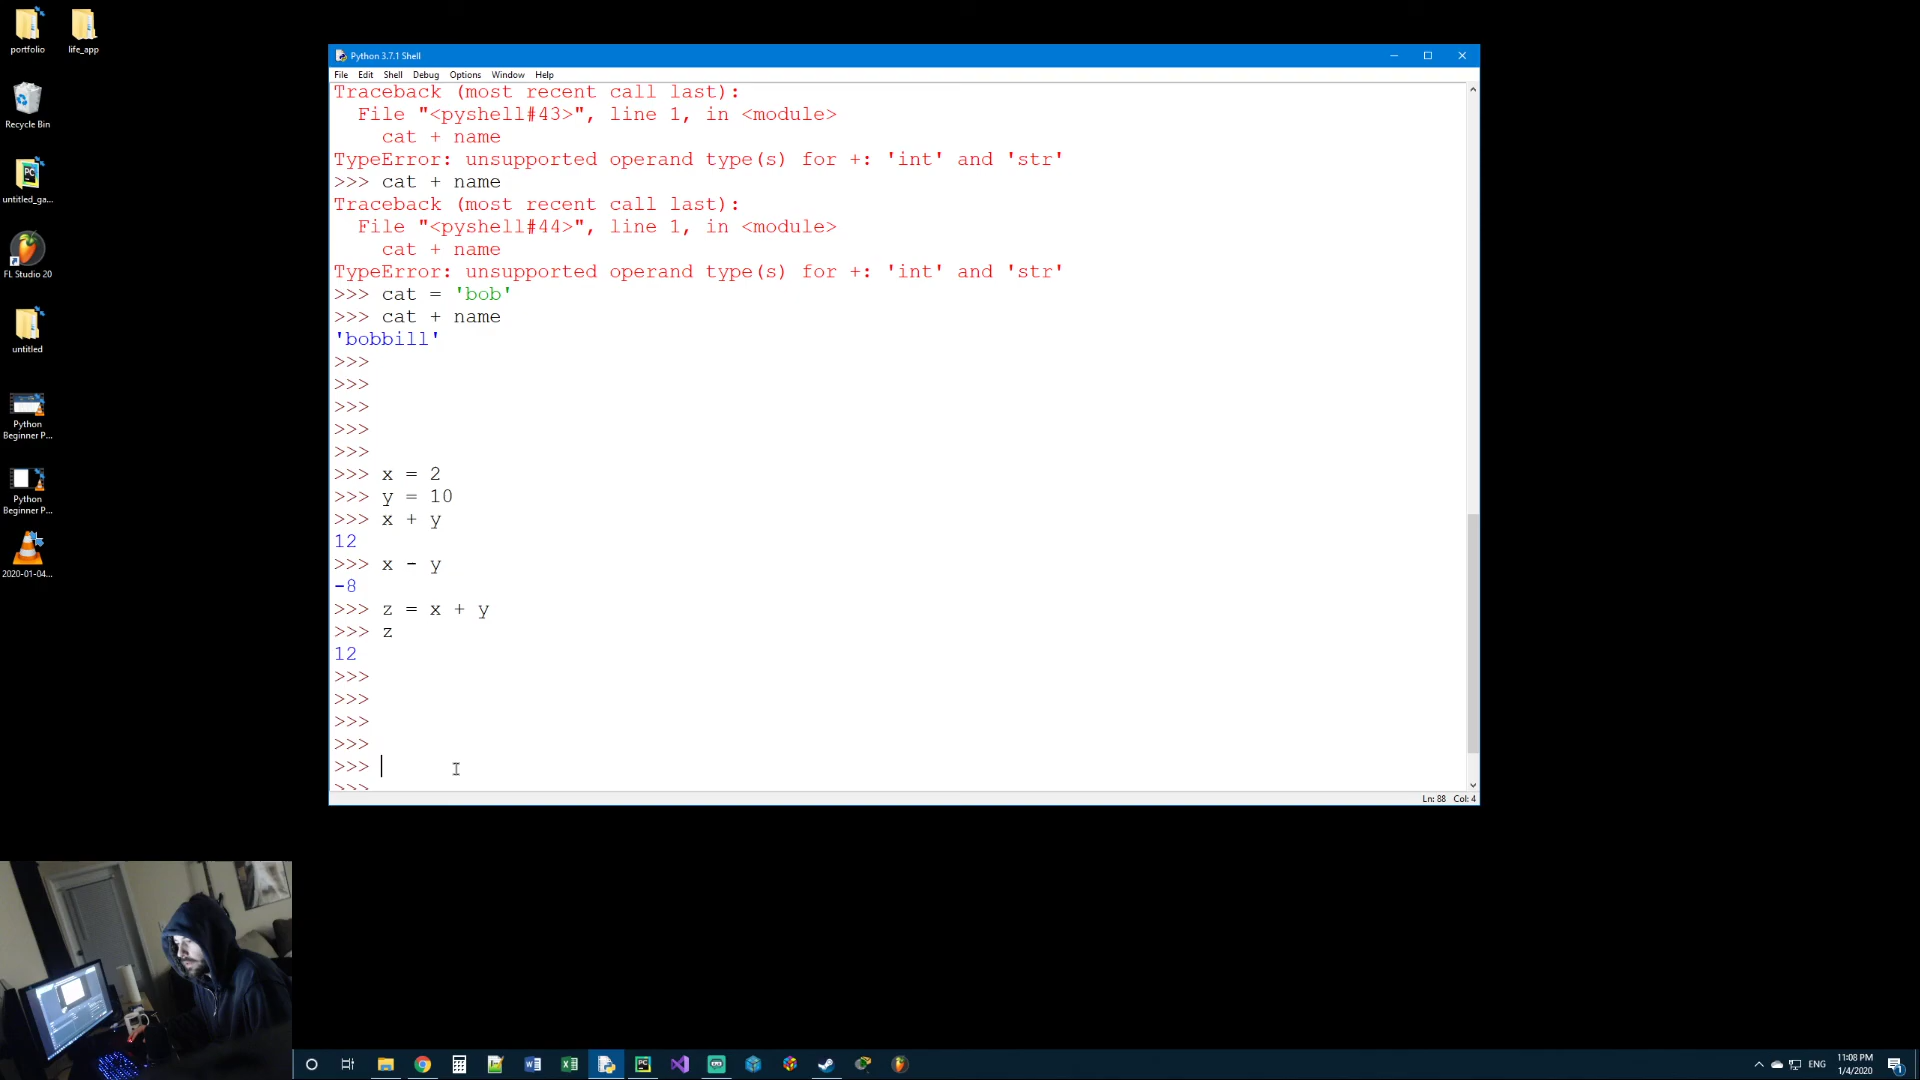 portfolio
life_app
Recycle Bin
untitled_ga...
FL Studio 20
untitled
Python
Beginner P...
Python
Beginner P...
2020-01-04...
Python 3.7.1 Shell
File Edit Shell Debug Options Window Help
Traceback (most recent call last):
  File "<pyshell#43>", line 1, in <module>
    cat + name
TypeError: unsupported operand type(s) for +: 'int' and 'str'
>>> cat + name
Traceback (most recent call last):
  File "<pyshell#44>", line 1, in <module>
    cat + name
TypeError: unsupported operand type(s) for +: 'int' and 'str'
>>> cat = 'bob'
>>> cat + name
'bobbill'
>>>
>>>
>>>
>>>
>>>
>>> x = 2
>>> y = 10
>>> x + y
12
>>> x - y
-8
>>> z = x + y
>>> z
12
>>>
>>>
>>>
>>>
>>>
>>>
Ln: 88 Col: 4
ENG
11:08 PM
1/4/2020